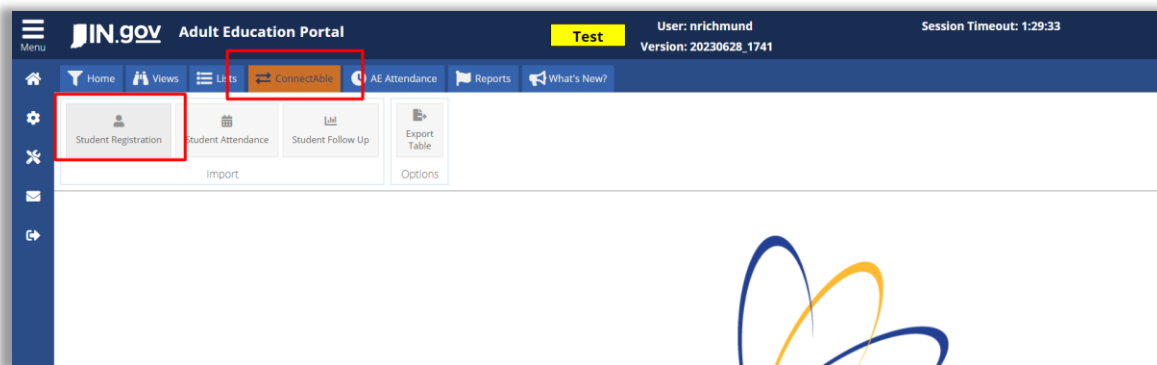 IN.gov Adult Education Portal
Test
User: nrichmund
Version: 20230628_1741
Session Timeout: 1:29:33
Menu
Home Views Lists ConnectAble AE Attendance Reports What's New?
Student Registration Student Attendance Student Follow Up
Export
Table
Import
Options